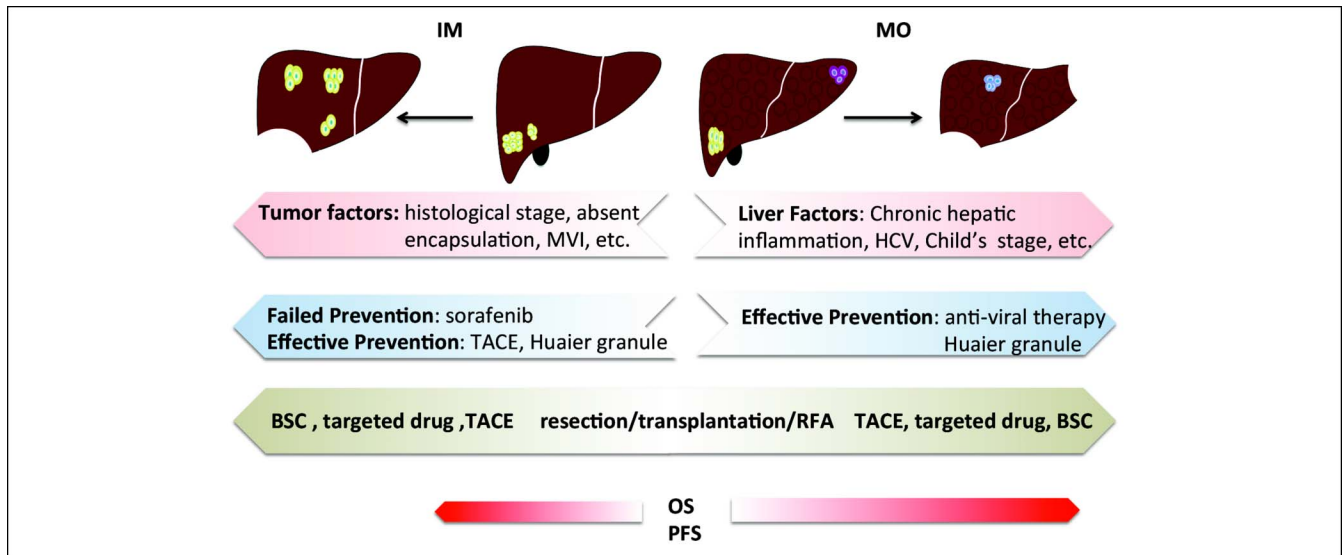 IM
MO
Tumor factors: histological stage, absent
encapsulation, MVI, etc.
Liver Factors: Chronic hepatic
inflammation, HCV, Child's stage, etc.
Failed Prevention: sorafenib
Effective Prevention: TACE, Huaier granule
Effective Prevention: anti-viral therapy
Huaier granule
BSC , targeted drug ,TACE resection/transplantation/RFA TACE, targeted drug, BSC
OS
PFS